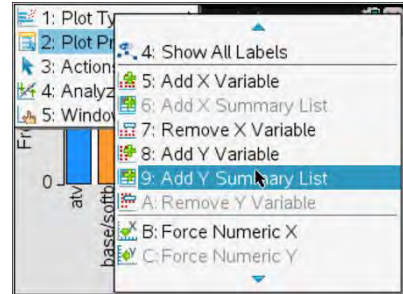 1: Plot Ty
2: Plot Pr
3: Action
4: Analyz
5: Windo
4: Show All Labels
5: Add X Variable
6: Add X Summary List
7: Remove X Variable
8: Add Y Variable
9: Add Y Summary List
A: Remove Y Variable
B: Force Numeric X
C: Force Numeric Y
Fr
0
atv
base/softb